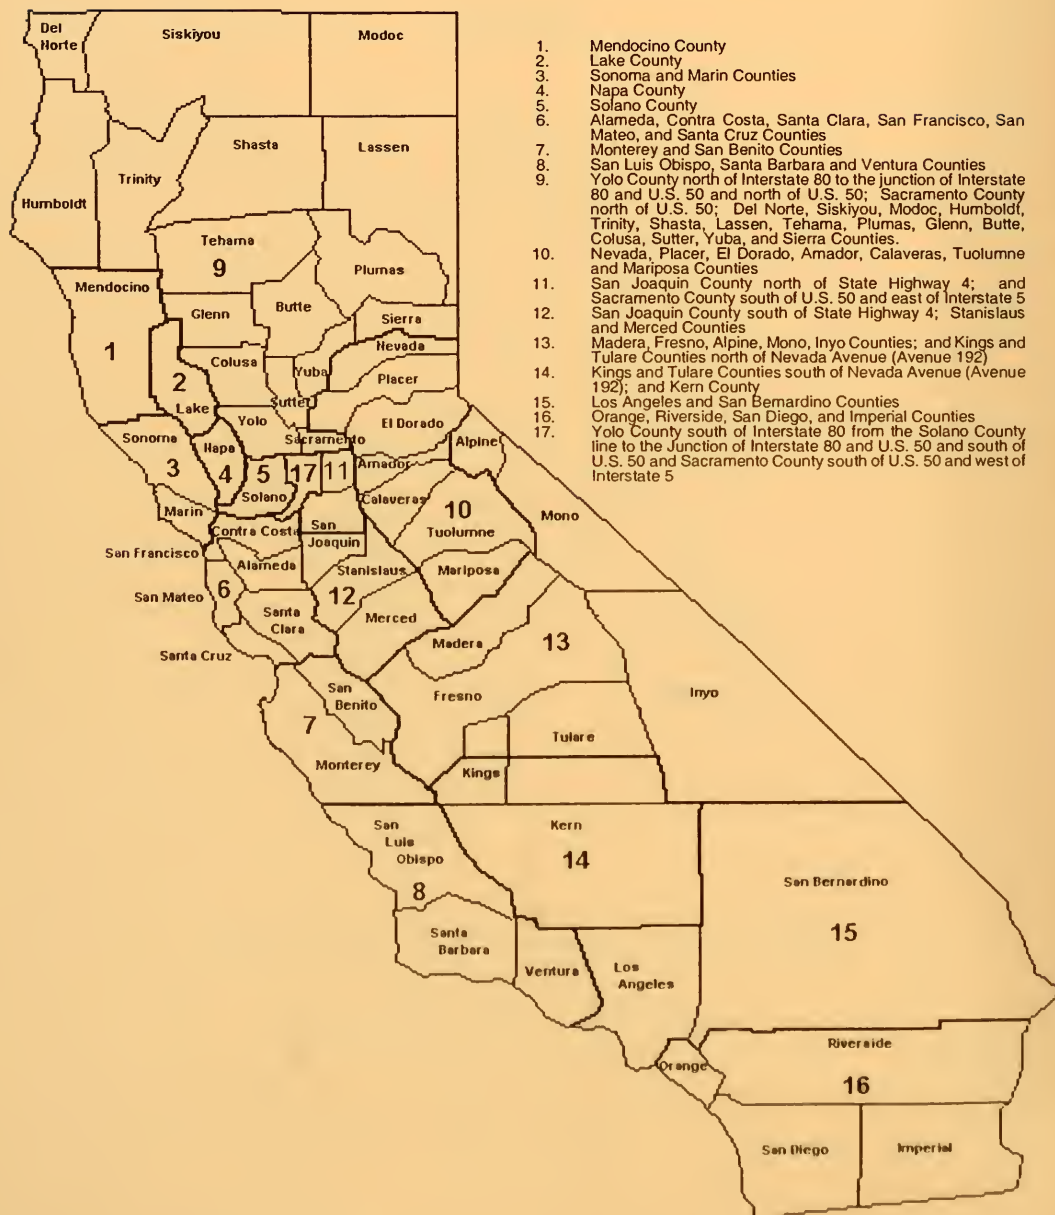 Del
Norte
Siskiyou
Modoc
Shasta
Lassen
Trinity
Humboldt
Tehama
9
Plumas
Mendocino
Butte
Glenn
Sierra
1
Colusa
Nevada
Yuba
Placer
2
Lake
Sutter
Yolo
El Dorado
Sonoma
Sacramento
Alpine
Napa
3
4
5
17
11
Amador
Solano
Calaveras
10
Marin
Tuolumne
Mono
Contra Costa
San
Joaquin
San Francisco
Alameda
Stanislaus
Mariposa
6
12
San Mateo
Santa
Clara
Merced
Madera
13
Santa Cruz
San
Benito
Fresno
Inyo
7
Tulare
Monterey
Kings
San
Luis
Obispo
Kern
14
8
San Bernardino
15
Santa
Barbara
Ventura
Los
Angeles
Riverside
Orange
16
San Diego
Imperial
1. Mendocino County
2. Lake County
3. Sonoma and Marin Counties
4. Napa County
5. Solano County
6. Alameda, Contra Costa, Santa Clara, San Francisco, San
Mateo, and Santa Cruz Counties
7. Monterey and San Benito Counties
8. San Luis Obispo, Santa Barbara and Ventura Counties
9. Yolo County north of Interstate 80 to the junction of Interstate
80 and U.S. 50 and north of U.S. 50; Sacramento County
north of U.S. 50; Del Norte, Siskiyou, Modoc, Humboldt,
Trinity, Shasta, Lassen, Tehama, Plumas, Glenn, Butte,
Colusa, Sutter, Yuba, and Sierra Counties.
10. Nevada, Placer, El Dorado, Amador, Calaveras, Tuolumne
and Mariposa Counties
11. San Joaquin County north of State Highway 4; and
Sacramento County south of U.S. 50 and east of Interstate 5
12. San Joaquin County south of State Highway 4; Stanislaus
and Merced Counties
13. Madera, Fresno, Alpine, Mono, Inyo Counties; and Kings and
Tulare Counties north of Nevada Avenue (Avenue 192)
14. Kings and Tulare Counties south of Nevada Avenue (Avenue
192); and Kern County
15. Los Angeles and San Bernardino Counties
16. Orange, Riverside, San Diego, and Imperial Counties
17. Yolo County south of Interstate 80 from the Solano County
line to the Junction of Interstate 80 and U.S. 50 and south of
U.S. 50 and Sacramento County south of U.S. 50 and west of
Interstate 5